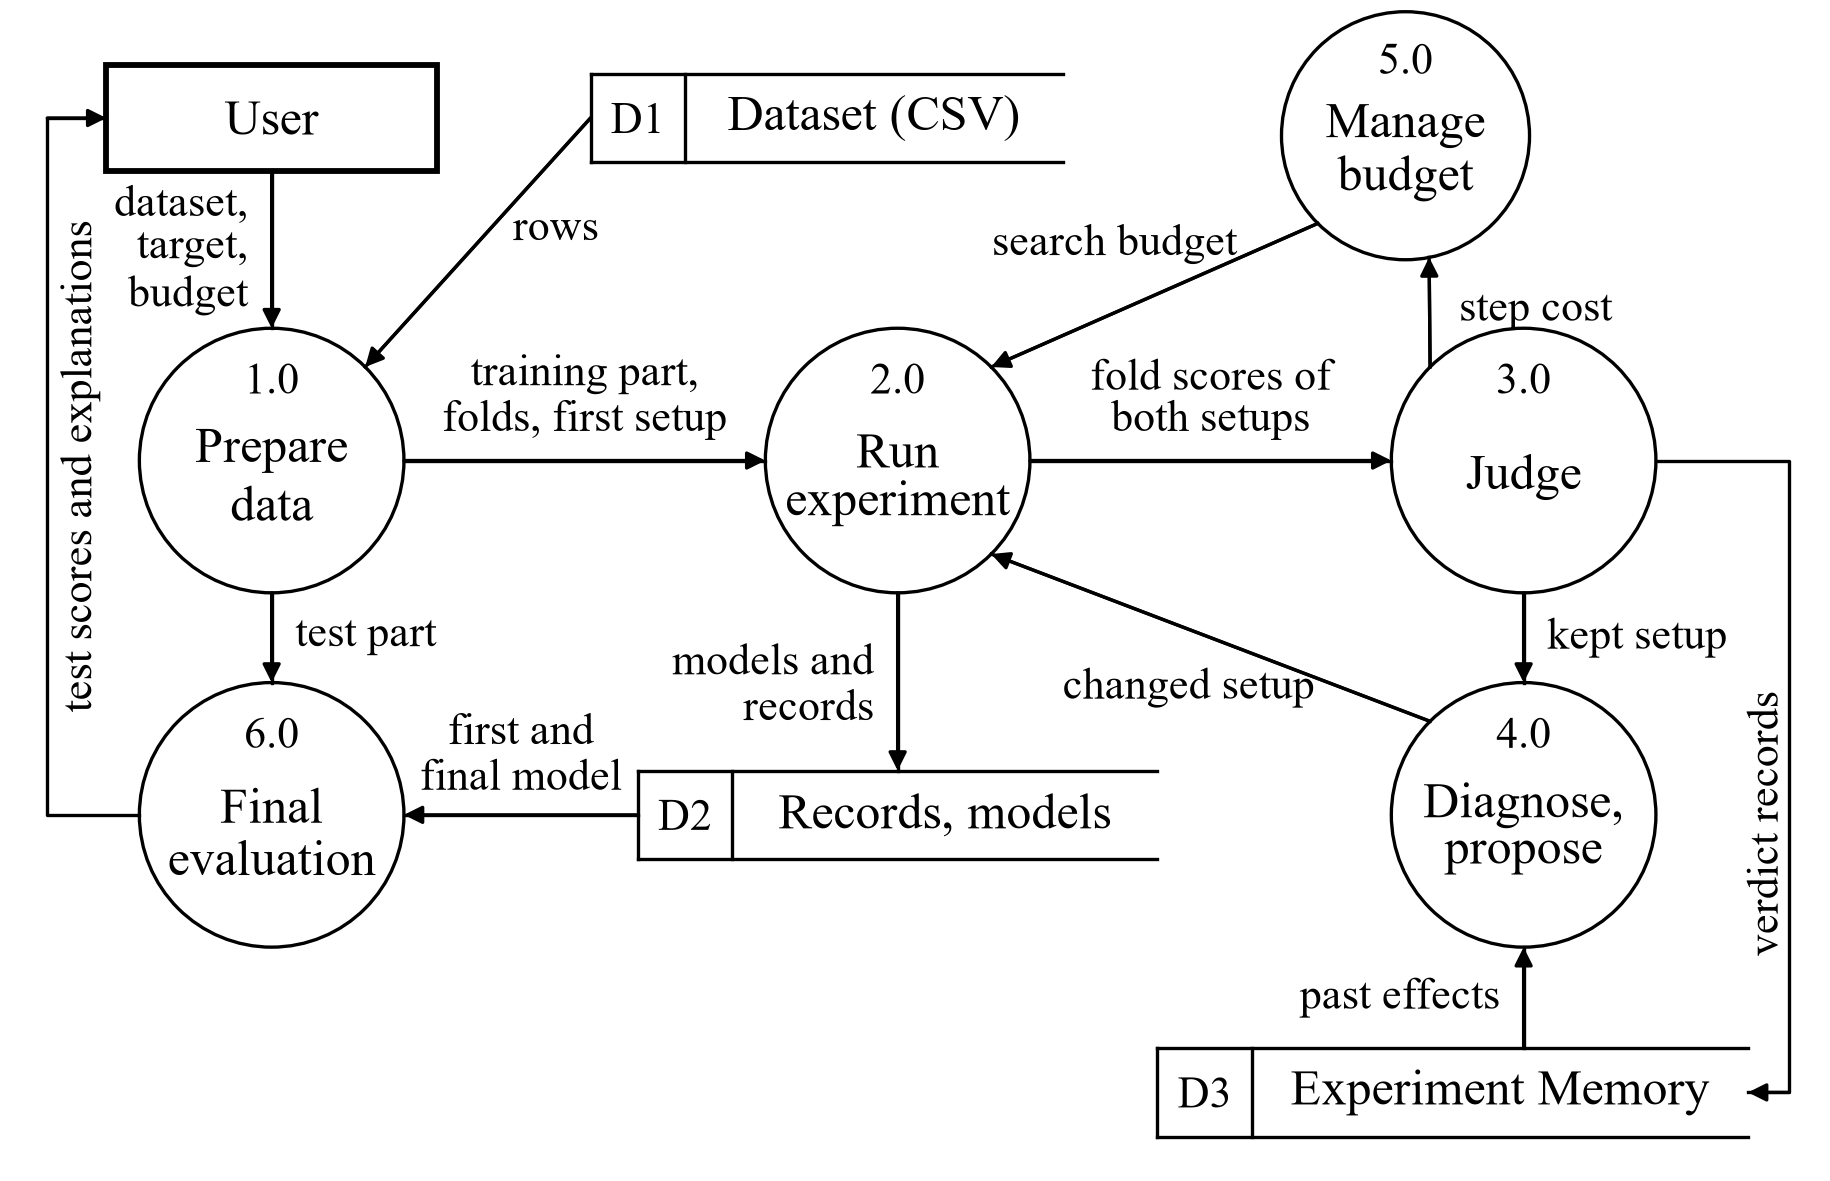 User
D1
Dataset (CSV)
5.0
Manage
budget
dataset,
target,
budget
rows
search budget
step cost
test scores and explanations
1.0
Prepare
data
training part,
folds, first setup
2.0
Run
experiment
fold scores of
both setups
3.0
Judge
test part
models and
records
changed setup
kept setup
verdict records
6.0
Final
evaluation
first and
final model
D2
Records, models
4.0
Diagnose,
propose
past effects
D3
Experiment Memory